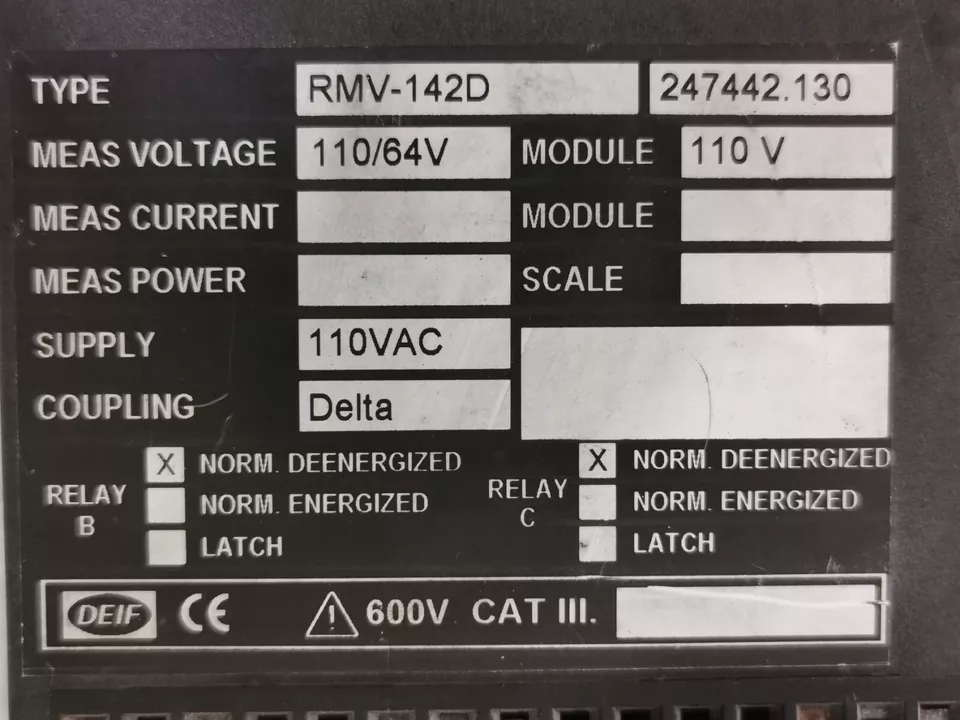 TYPE RMV-142D 247442.130
MEAS VOLTAGE 110/64V MODULE 110 V
MEAS CURRENT MODULE
MEAS POWER SCALE
SUPPLY 110VAC
COUPLING Delta
RELAY B X NORM. DEENERGIZED
NORM. ENERGIZED
LATCH
RELAY C X NORM. DEENERGIZED
NORM. ENERGIZED
LATCH
DEIF CE 600V CAT III.